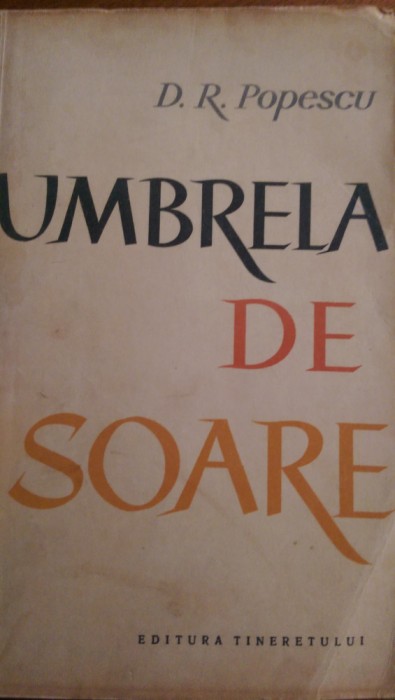 D. R. Popescu
UMBRELA
DE
SOARE
EDITURA TINERETULUI